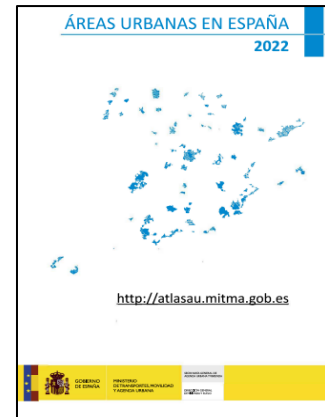 ÁREAS URBANAS EN ESPAÑA
2022
http://atlasau.mitma.gob.es
GOBIERNO
DE ESPAÑA
MINISTERIO
DE TRANSPORTES, MOVILIDAD
Y AGENDA URBANA